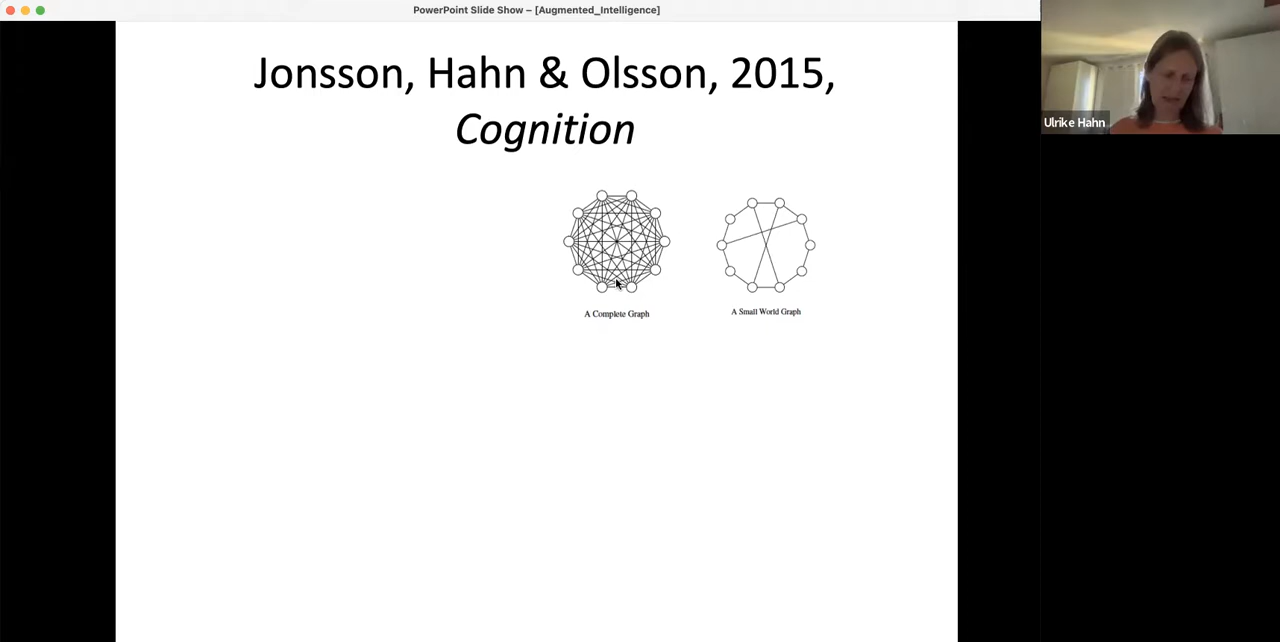 PowerPoint Slide Show – [Augmented_Intelligence]
Jonsson, Hahn & Olsson, 2015,
Cognition
A Complete Graph
A Small World Graph
Ulrike Hahn